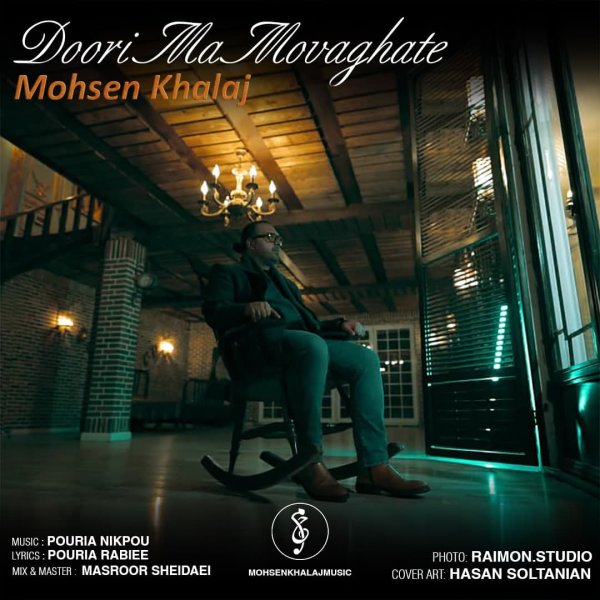 Doori Ma Movaghate
Mohsen Khalaj
MUSIC : POURIA NIKPOU
LYRICS : POURIA RABIEE
MIX & MASTER : MASROOR SHEIDAEI
MOHSENKHALAJMUSIC
PHOTO: RAIMON.STUDIO
COVER ART: HASAN SOLTANIAN